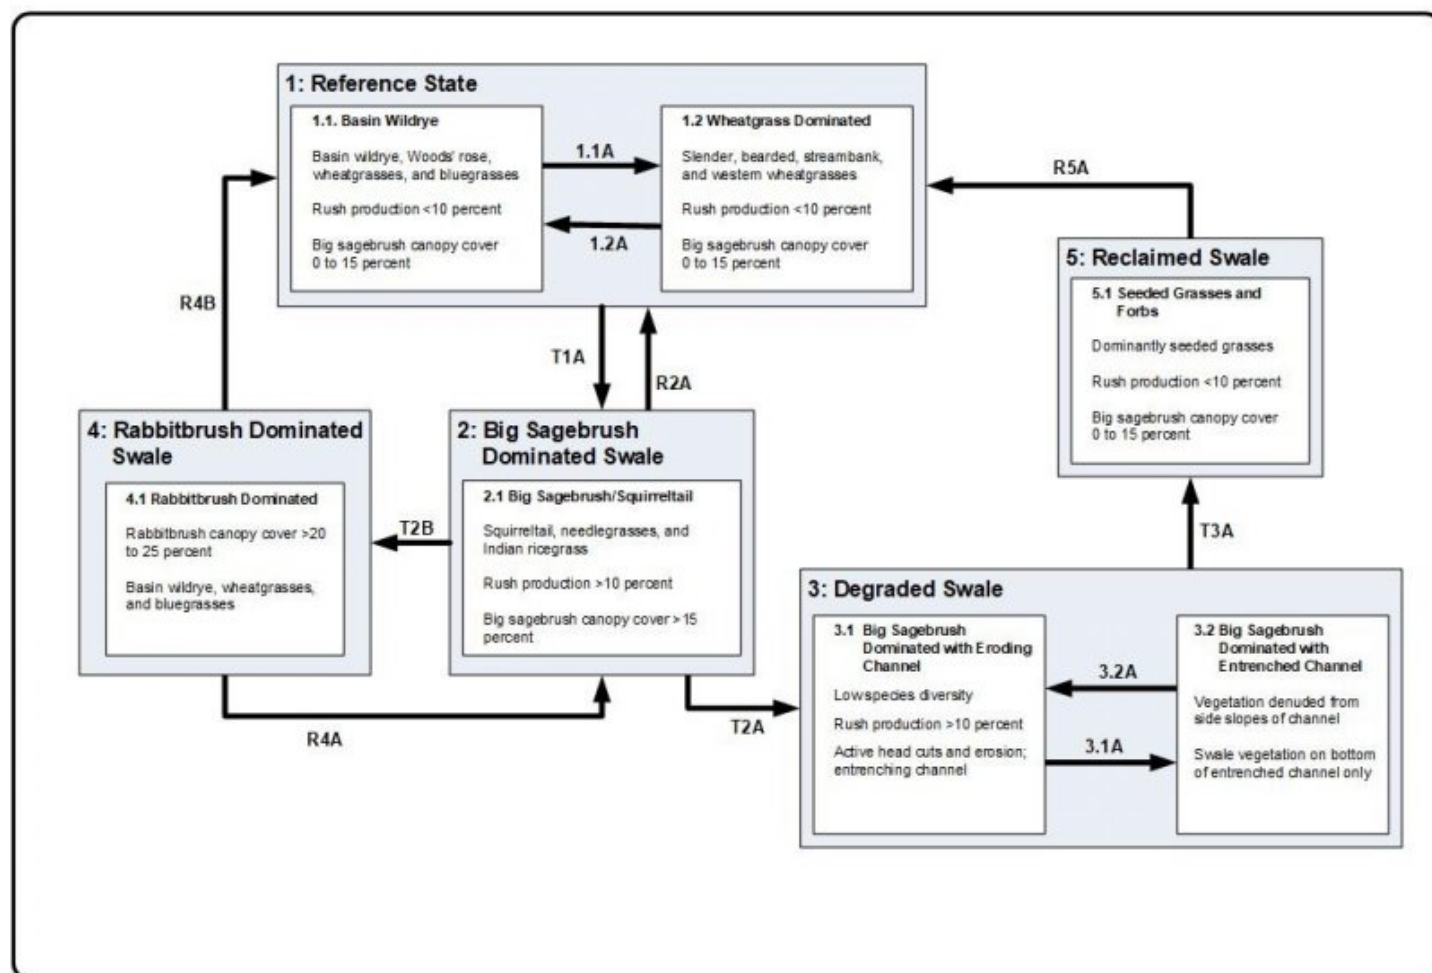 1: Reference State
1.1. Basin Wildrye
Basin wildrye, Woods' rose,
wheatgrasses, and bluegrasses
Rush production <10 percent
Big sagebrush canopy cover
0 to 15 percent
1.1A
1.2A
1.2 Wheatgrass Dominated
Slender, bearded, streambank,
and western wheatgrasses
Rush production <10 percent
Big sagebrush canopy cover
0 to 15 percent
R4B
T1A
R2A
R5A
5: Reclaimed Swale
5.1 Seeded Grasses and
Forbs
Dominantly seeded grasses
Rush production <10 percent
Big sagebrush canopy cover
0 to 15 percent
4: Rabbitbrush Dominated
Swale
4.1 Rabbitbrush Dominated
Rabbitbrush canopy cover >20
to 25 percent
Basin wildrye, wheatgrasses,
and bluegrasses
T2B
2: Big Sagebrush
Dominated Swale
2.1 Big Sagebrush/Squirreltail
Squirreltail, needlegrasses, and
Indian ricegrass
Rush production >10 percent
Big sagebrush canopy cover >15
percent
T3A
R4A
T2A
3: Degraded Swale
3.1 Big Sagebrush
Dominated with Eroding
Channel
Low species diversity
Rush production >10 percent
Active head cuts and erosion;
entrenching channel
3.2A
3.1A
3.2 Big Sagebrush
Dominated with
Entrenched Channel
Vegetation denuded from
side slopes of channel
Swale vegetation on bottom
of entrenched channel only